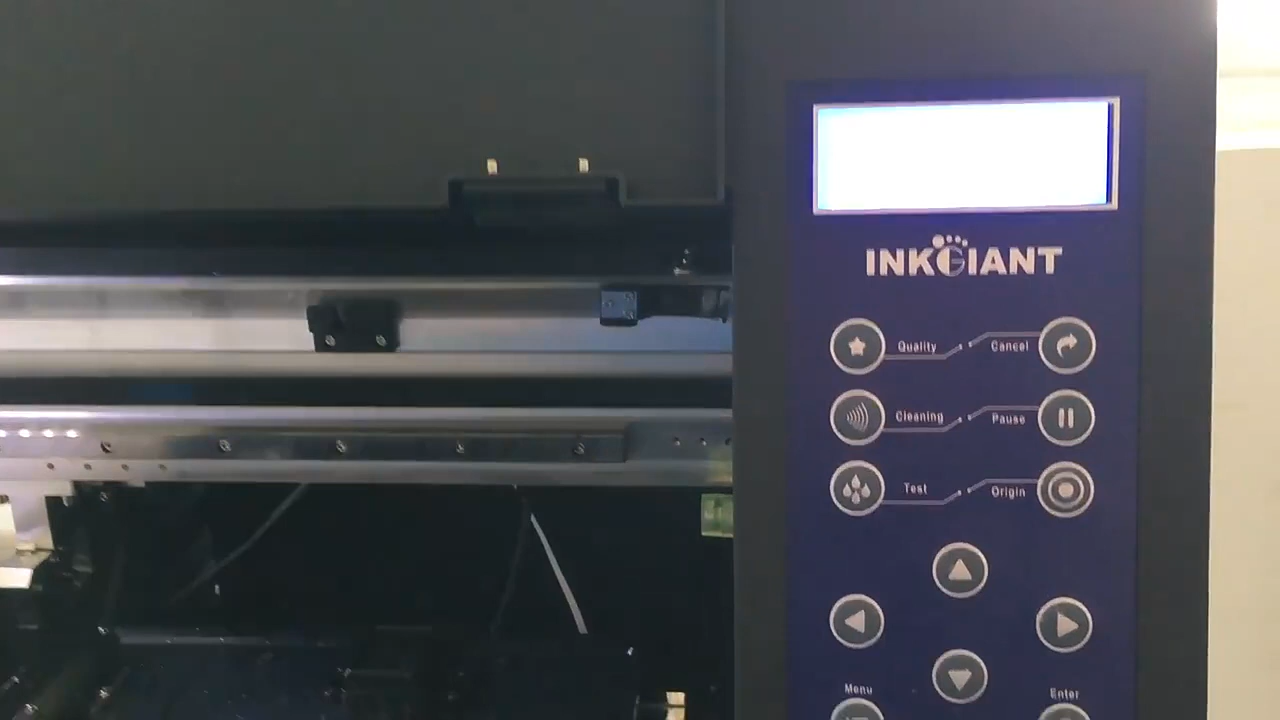 INKGIANT
Quality
Cancel
Cleaning
Pause
Test
Origin
Menu
Enter